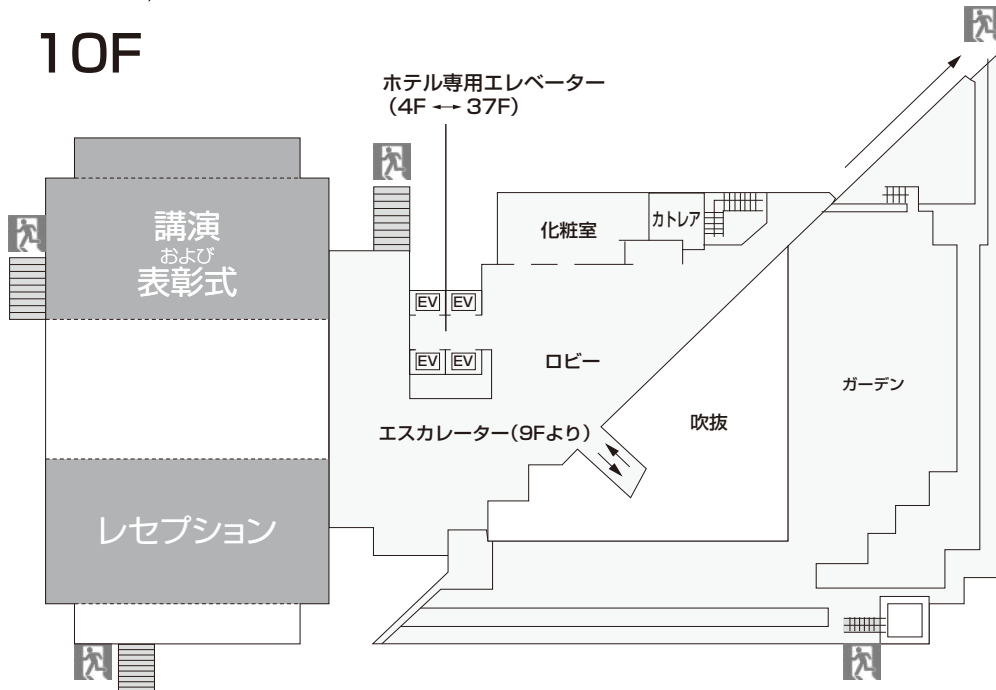 10F
ホテル専用エレベーター
（4F ←→ 37F）
講演
および
表彰式
化粧室
カトレア
EV EV
EV EV
ロビー
ガーデン
吹抜
エスカレーター（9Fより）
レセプション